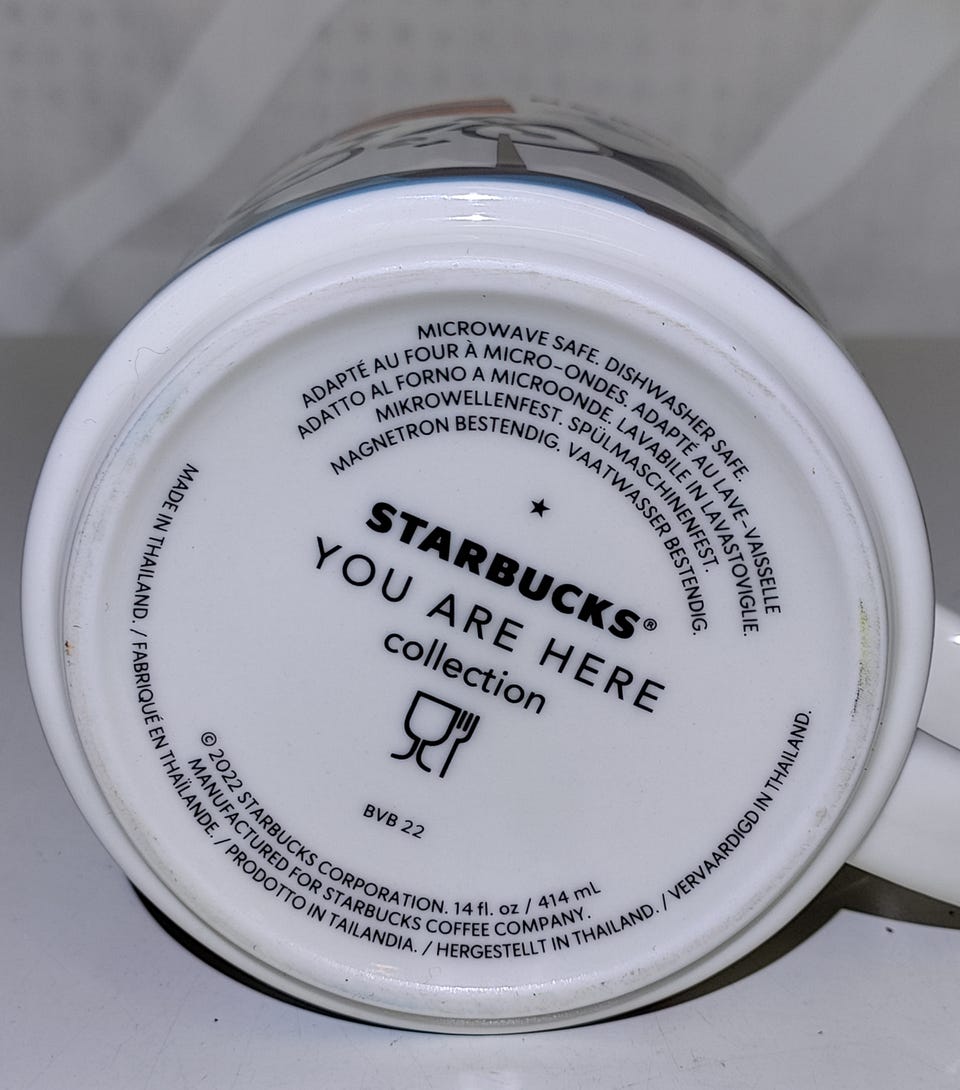 MICROWAVE SAFE. DISHWASHER SAFE.
ADAPTÉ AU FOUR À MICRO-ONDES. ADAPTÉ AU LAVE-VAISSELLE
ADATTO AL FORNO A MICROONDE. LAVABILE IN LAVASTOVIGLIE.
MIKROWELLENFEST. SPÜLMASCHINENFEST.
MAGNETRON BESTENDIG. VAATWASSER BESTENDIG.
STARBUCKS®
YOU ARE HERE
collection
BVB 22
© 2022 STARBUCKS CORPORATION. 14 fl. oz / 414 mL
MANUFACTURED FOR STARBUCKS COFFEE COMPANY.
MADE IN THAILAND. / FABRIQUÉ EN THAÏLANDE. / PRODOTTO IN TAILANDIA. / HERGESTELLT IN THAILAND. / VERVAARDIGD IN THAILAND.